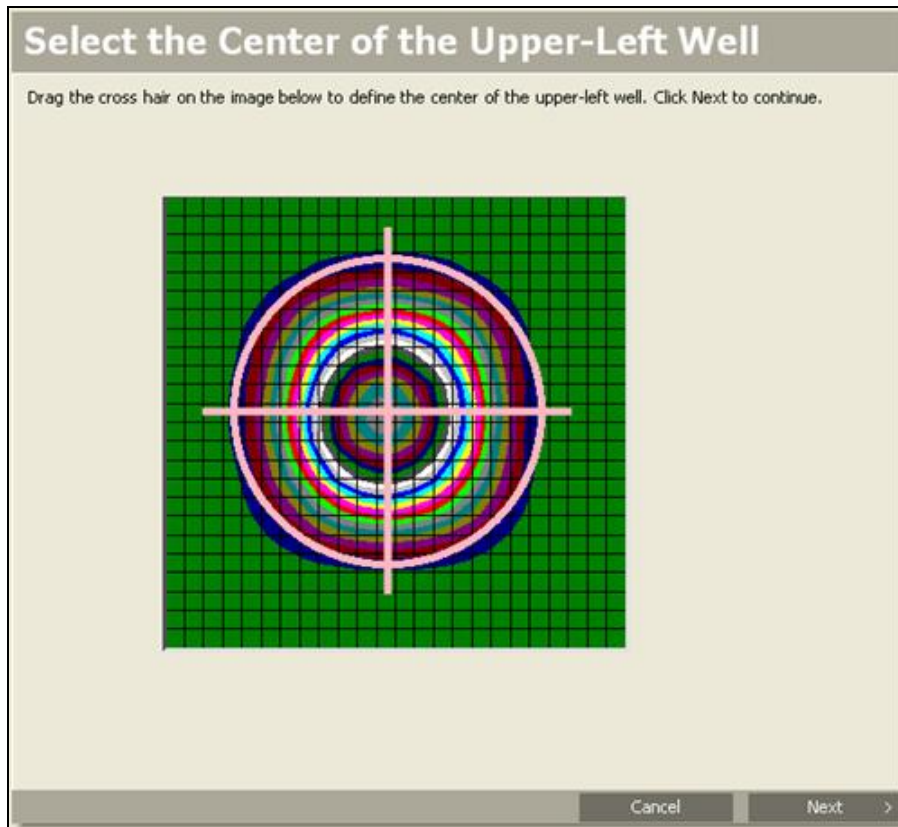 Select the Center of the Upper-Left Well
Drag the cross hair on the image below to define the center of the upper-left well. Click Next to continue.
Cancel
Next >